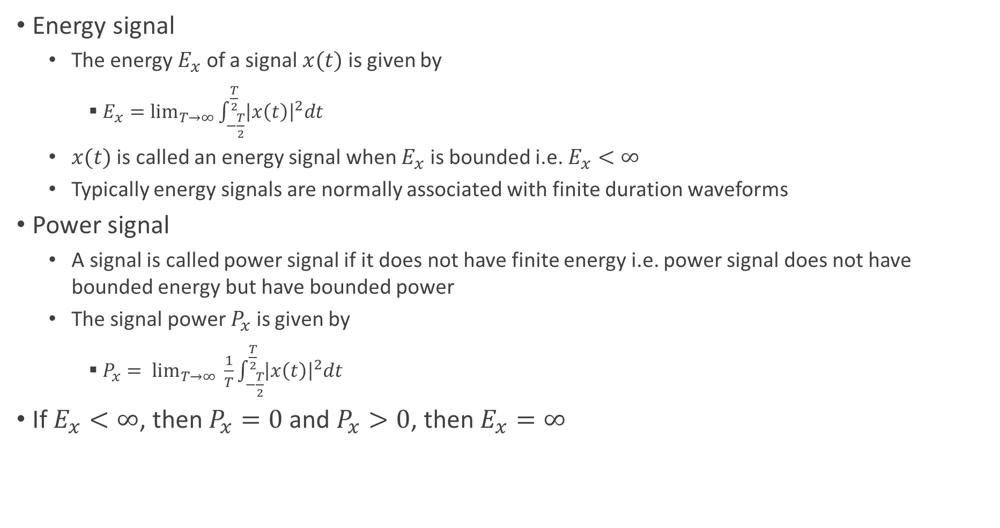 • Energy signal
• The energy $E_x$ of a signal $x(t)$ is given by
▪ $E_x = \lim_{T \to \infty} \int_{-\frac{T}{2}}^{\frac{T}{2}} |x(t)|^2 dt$
• $x(t)$ is called an energy signal when $E_x$ is bounded i.e. $E_x < \infty$
• Typically energy signals are normally associated with finite duration waveforms
• Power signal
• A signal is called power signal if it does not have finite energy i.e. power signal does not have
bounded energy but have bounded power
• The signal power $P_x$ is given by
▪ $P_x = \lim_{T \to \infty} \frac{1}{T} \int_{-\frac{T}{2}}^{\frac{T}{2}} |x(t)|^2 dt$
• If $E_x < \infty$, then $P_x = 0$ and $P_x > 0$, then $E_x = \infty$